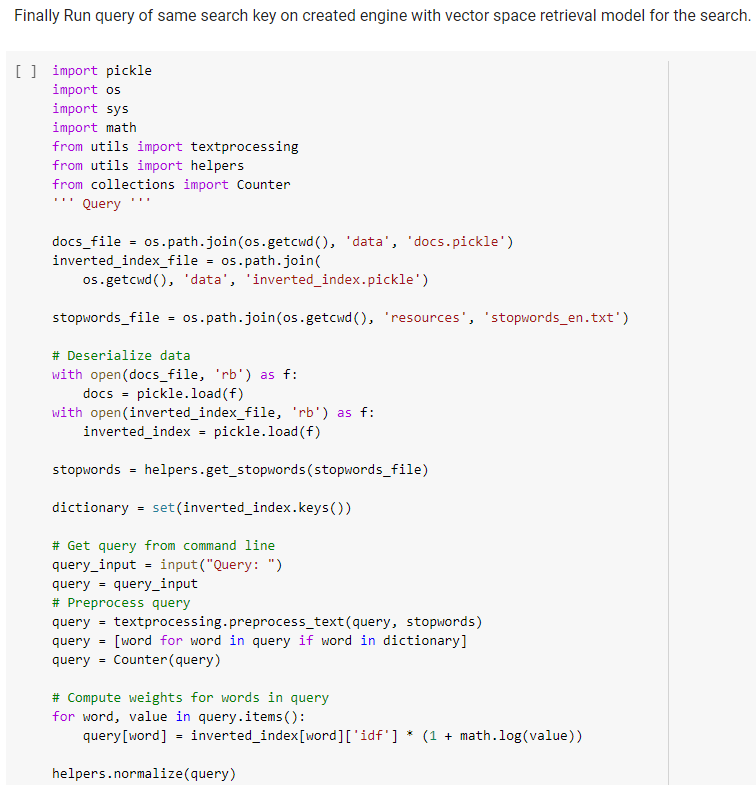 Finally Run query of same search key on created engine with vector space retrieval model for the search.
[ ] import pickle
import os
import sys
import math
from utils import textprocessing
from utils import helpers
from collections import Counter
''' Query '''
docs_file = os.path.join(os.getcwd(), 'data', 'docs.pickle')
inverted_index_file = os.path.join(
    os.getcwd(), 'data', 'inverted_index.pickle')
stopwords_file = os.path.join(os.getcwd(), 'resources', 'stopwords_en.txt')
# Deserialize data
with open(docs_file, 'rb') as f:
    docs = pickle.load(f)
with open(inverted_index_file, 'rb') as f:
    inverted_index = pickle.load(f)
stopwords = helpers.get_stopwords(stopwords_file)
dictionary = set(inverted_index.keys())
# Get query from command line
query_input = input("Query: ")
query = query_input
# Preprocess query
query = textprocessing.preprocess_text(query, stopwords)
query = [word for word in query if word in dictionary]
query = Counter(query)
# Compute weights for words in query
for word, value in query.items():
    query[word] = inverted_index[word]['idf'] * (1 + math.log(value))
helpers.normalize(query)